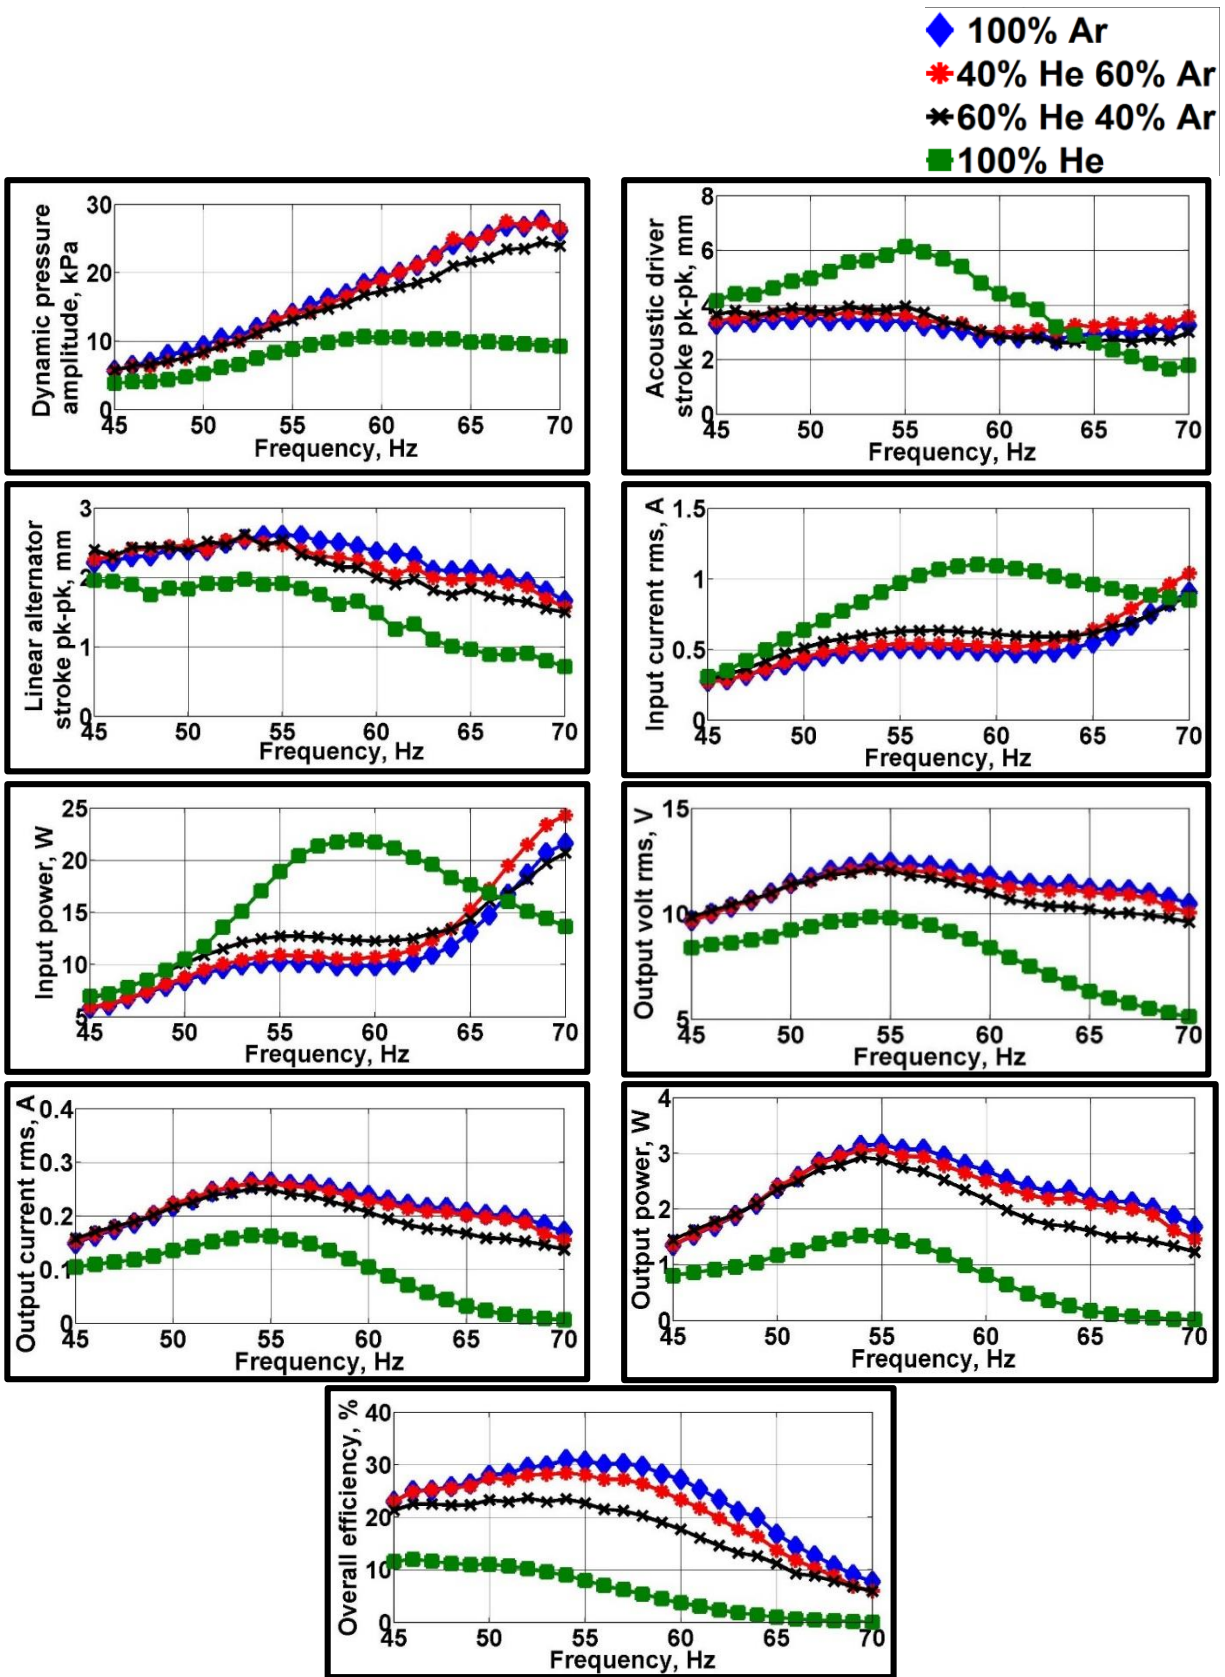 100% Ar
40% He 60% Ar
60% He 40% Ar
100% He
Dynamic pressure
amplitude, kPa
30
20
10
0
45 50 55 60 65 70
Frequency, Hz
Acoustic driver
stroke pk-pk, mm
8
6
4
2
0
45 50 55 60 65 70
Frequency, Hz
Linear alternator
stroke pk-pk, mm
3
2
1
0
45 50 55 60 65 70
Frequency, Hz
Input current rms, A
1.5
1
0.5
0
45 50 55 60 65 70
Frequency, Hz
Input power, W
25
20
15
10
5
45 50 55 60 65 70
Frequency, Hz
Output volt rms, V
15
10
5
45 50 55 60 65 70
Frequency, Hz
Output current rms, A
0.4
0.3
0.2
0.1
0
45 50 55 60 65 70
Frequency, Hz
Output power, W
4
3
2
1
0
45 50 55 60 65 70
Frequency, Hz
Overall efficiency, %
40
30
20
10
0
45 50 55 60 65 70
Frequency, Hz